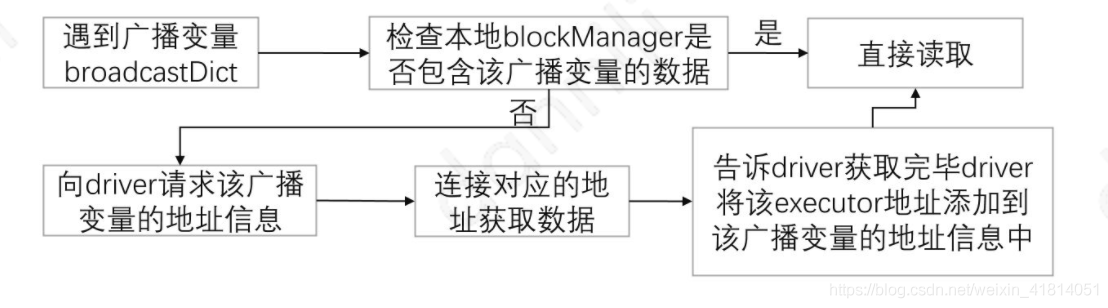 遇到广播变量
broadcastDict
检查本地blockManager是
否包含该广播变量的数据
是
直接读取
否
向driver请求该广播
变量的地址信息
连接对应的地
址获取数据
告诉driver获取完毕driver
将该executor地址添加到
该广播变量的地址信息中
https://blog.csdn.net/weixin_41814051